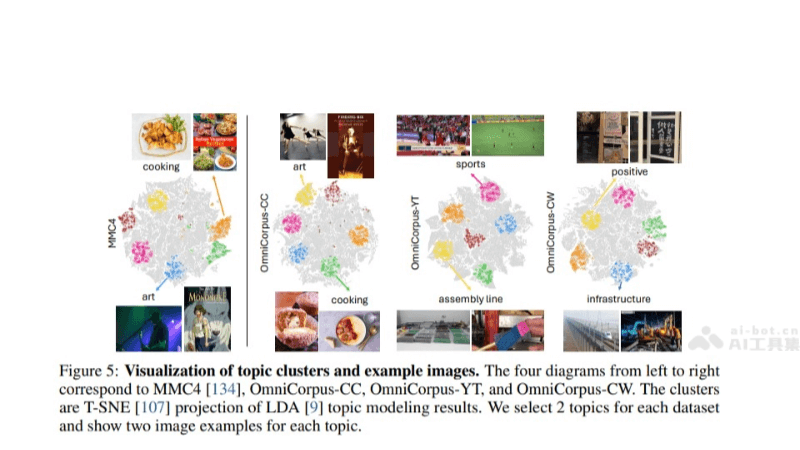 cooking
art
sports
positive
MMC4
OmniCorpus-CC
OmniCorpus-YT
OmniCorpus-CW
art
cooking
assembly line
infrastructure
MONONOKE
ai-bot.cn
AI工具集
Figure 5: Visualization of topic clusters and example images. The four diagrams from left to right
correspond to MMC4 [134], OmniCorpus-CC, OmniCorpus-YT, and OmniCorpus-CW. The clusters
are T-SNE [107] projection of LDA [9] topic modeling results. We select 2 topics for each dataset
and show two image examples for each topic.